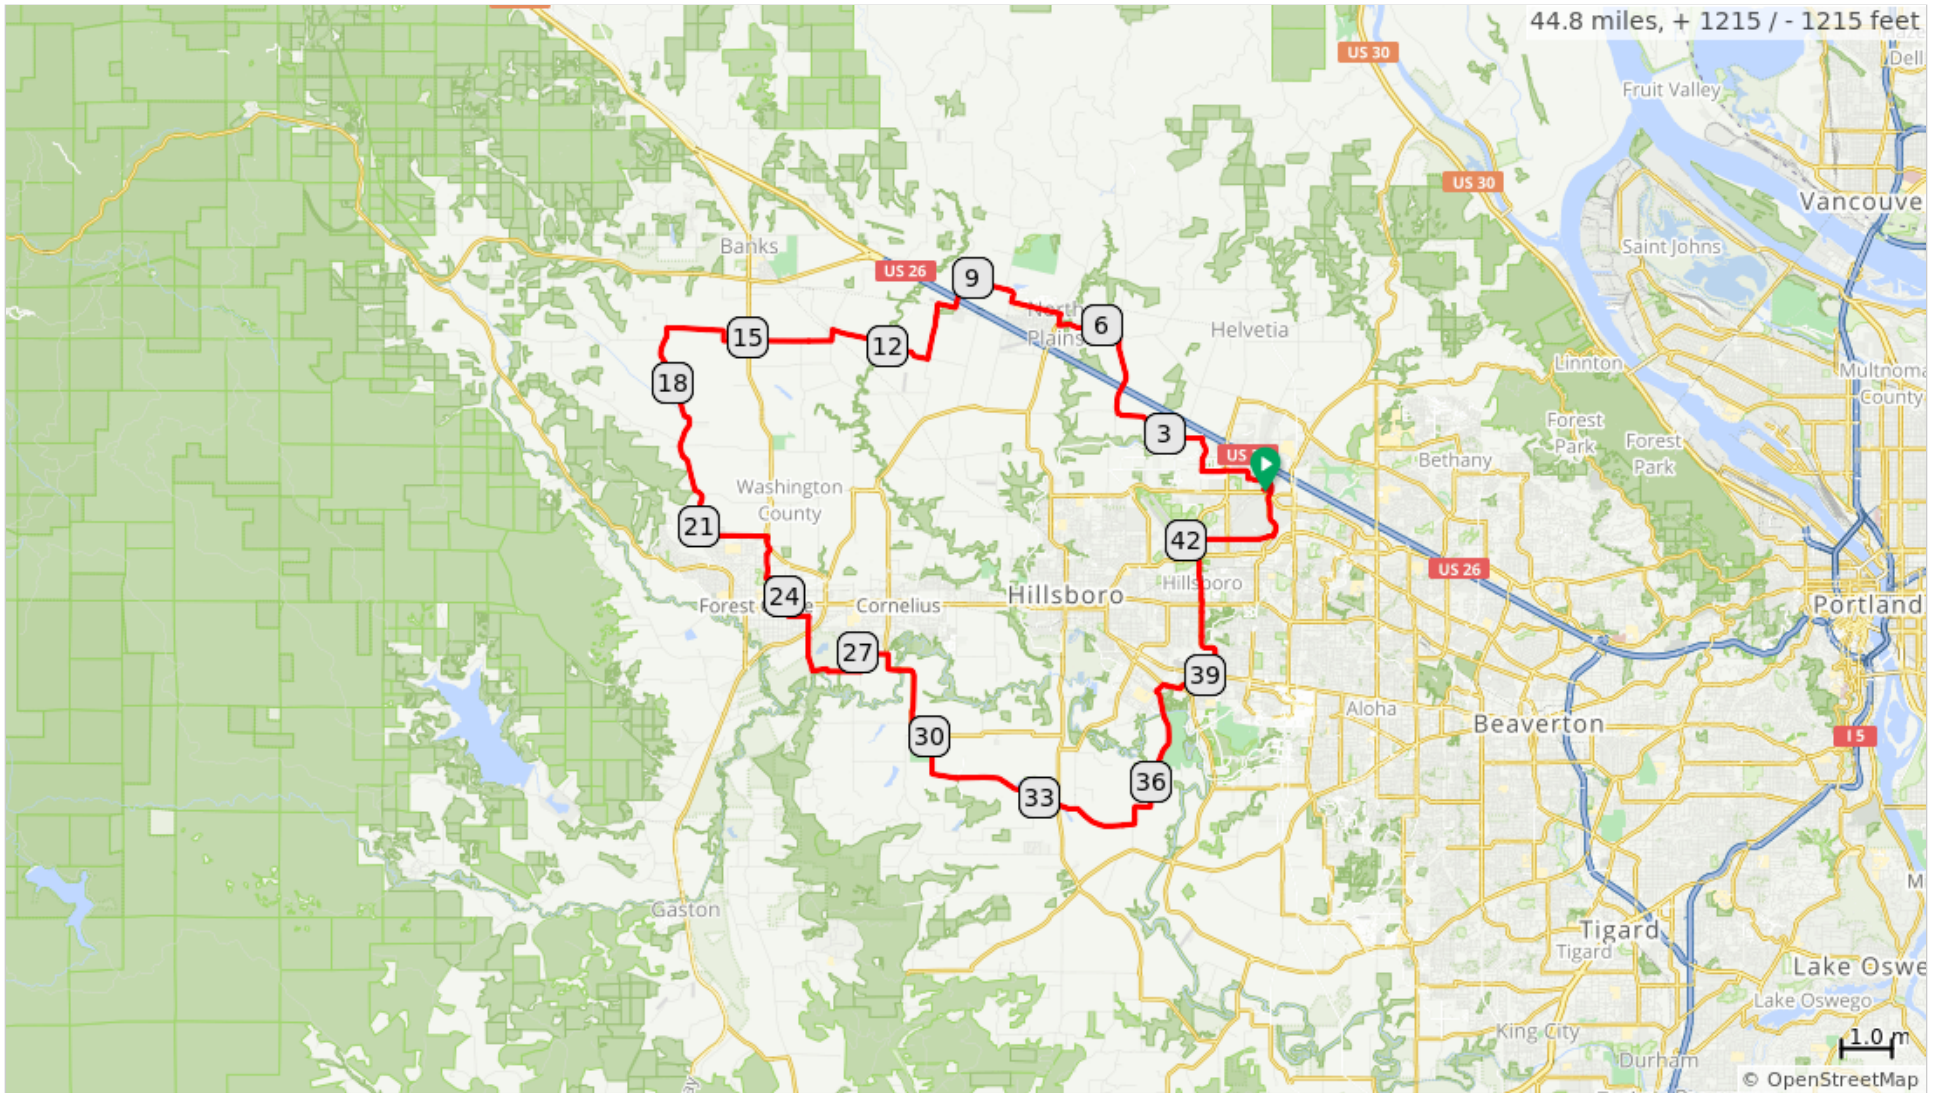 44.8 miles, + 1215 / - 1215 feet
US 30
Dell
Fruit Valley
US 30
Vancouve
Banks
Saint Johns
US 26
9
North
Plains
6
Helvetia
15
12
Linnton
Multnoma
County
18
3
Forest
Park
Forest
Park
US
Bethany
Washington
County
21
42
US 26
Hillsboro
Hillsboro
24
Forest
Cornelius
Portland
27
39
Aloha
Beaverton
30
I 5
36
33
Gaston
Tigard
Tigard
Lake Oswe
Lake Oswego
King City
1.0 m
Durham
© OpenStreetMap